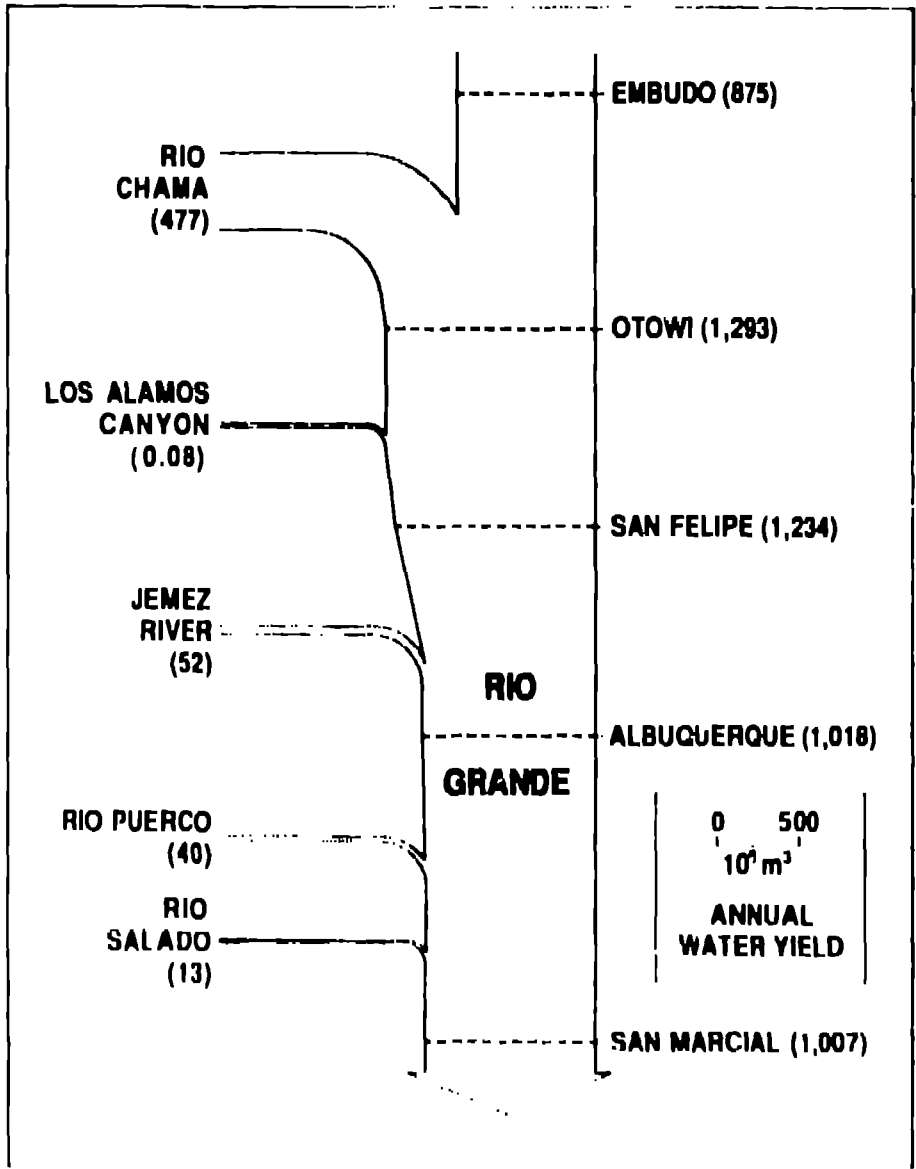 EMBUDO (875)
RIO
CHAMA
(477)
OTOWI (1,293)
LOS ALAMOS
CANYON
(0.08)
SAN FELIPE (1,234)
JEMEZ
RIVER
(52)
RIO
GRANDE
ALBUQUERQUE (1,018)
RIO PUERCO
(40)
RIO
SALADO
(13)
0 500
m³
ANNUAL
WATER YIELD
SAN MARCIAL (1,007)